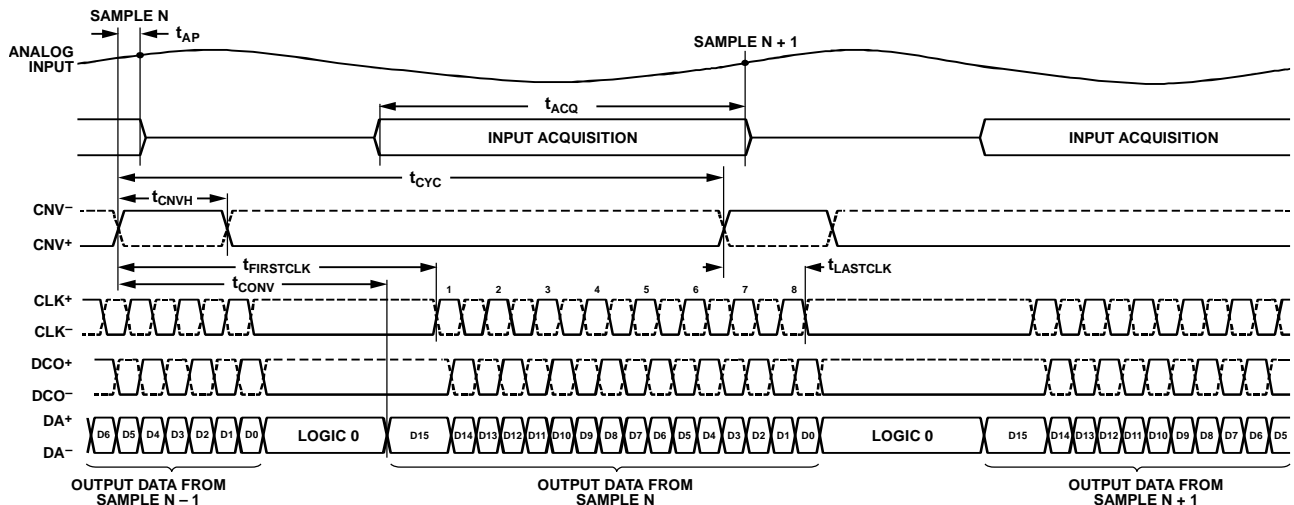 SAMPLE N
tAP
ANALOG
INPUT
SAMPLE N + 1
tACQ
INPUT ACQUISITION
INPUT ACQUISITION
tCYC
tCNVH
CNV–
CNV+
tFIRSTCLK
tLASTCLK
tCONV
CLK+
CLK–
1 2 3 4 5 6 7 8
DCO+
DCO–
DA+
DA–
D6 D5 D4 D3 D2 D1 D0 LOGIC 0 D15 D14 D13 D12 D11 D10 D9 D8 D7 D6 D5 D4 D3 D2 D1 D0 LOGIC 0 D15 D14 D13 D12 D11 D10 D9 D8 D7 D6 D5
OUTPUT DATA FROM
SAMPLE N – 1
OUTPUT DATA FROM
SAMPLE N
OUTPUT DATA FROM
SAMPLE N + 1